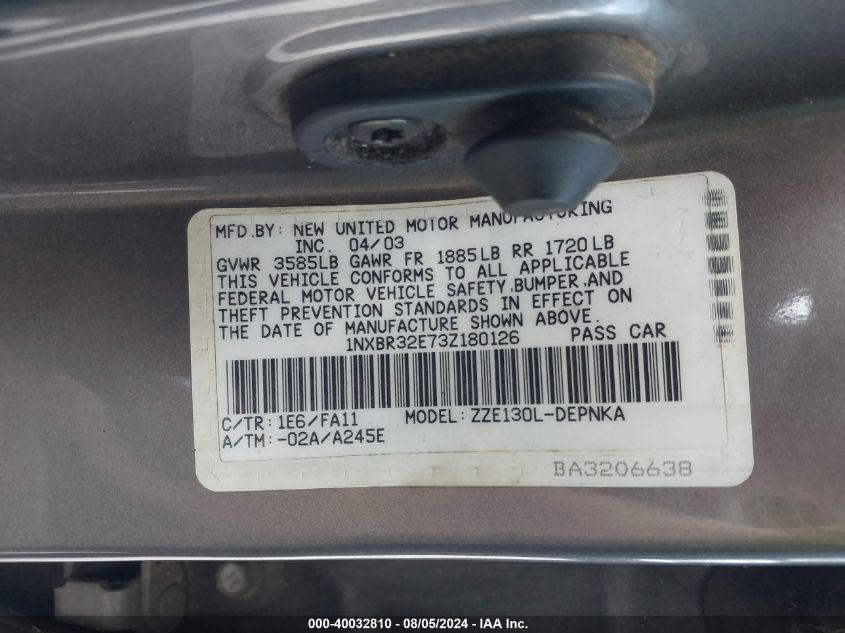 MFD.BY: NEW UNITED MOTOR MANUFACTURING
INC. 04/03
GVWR 3585LB GAWR FR 1885LB RR 1720LB
THIS VEHICLE CONFORMS TO ALL APPLICABLE
FEDERAL MOTOR VEHICLE SAFETY,BUMPER,AND
THEFT PREVENTION STANDARDS IN EFFECT ON
THE DATE OF MANUFACTURE SHOWN ABOVE.
1NXBR32E73Z180126 PASS CAR
C/TR: 1E6/FA11 MODEL: ZZE130L-DEPNKA
A/TM: -02A/A245E
BA3206638
000-40032810 - 08/05/2024 - IAA Inc.